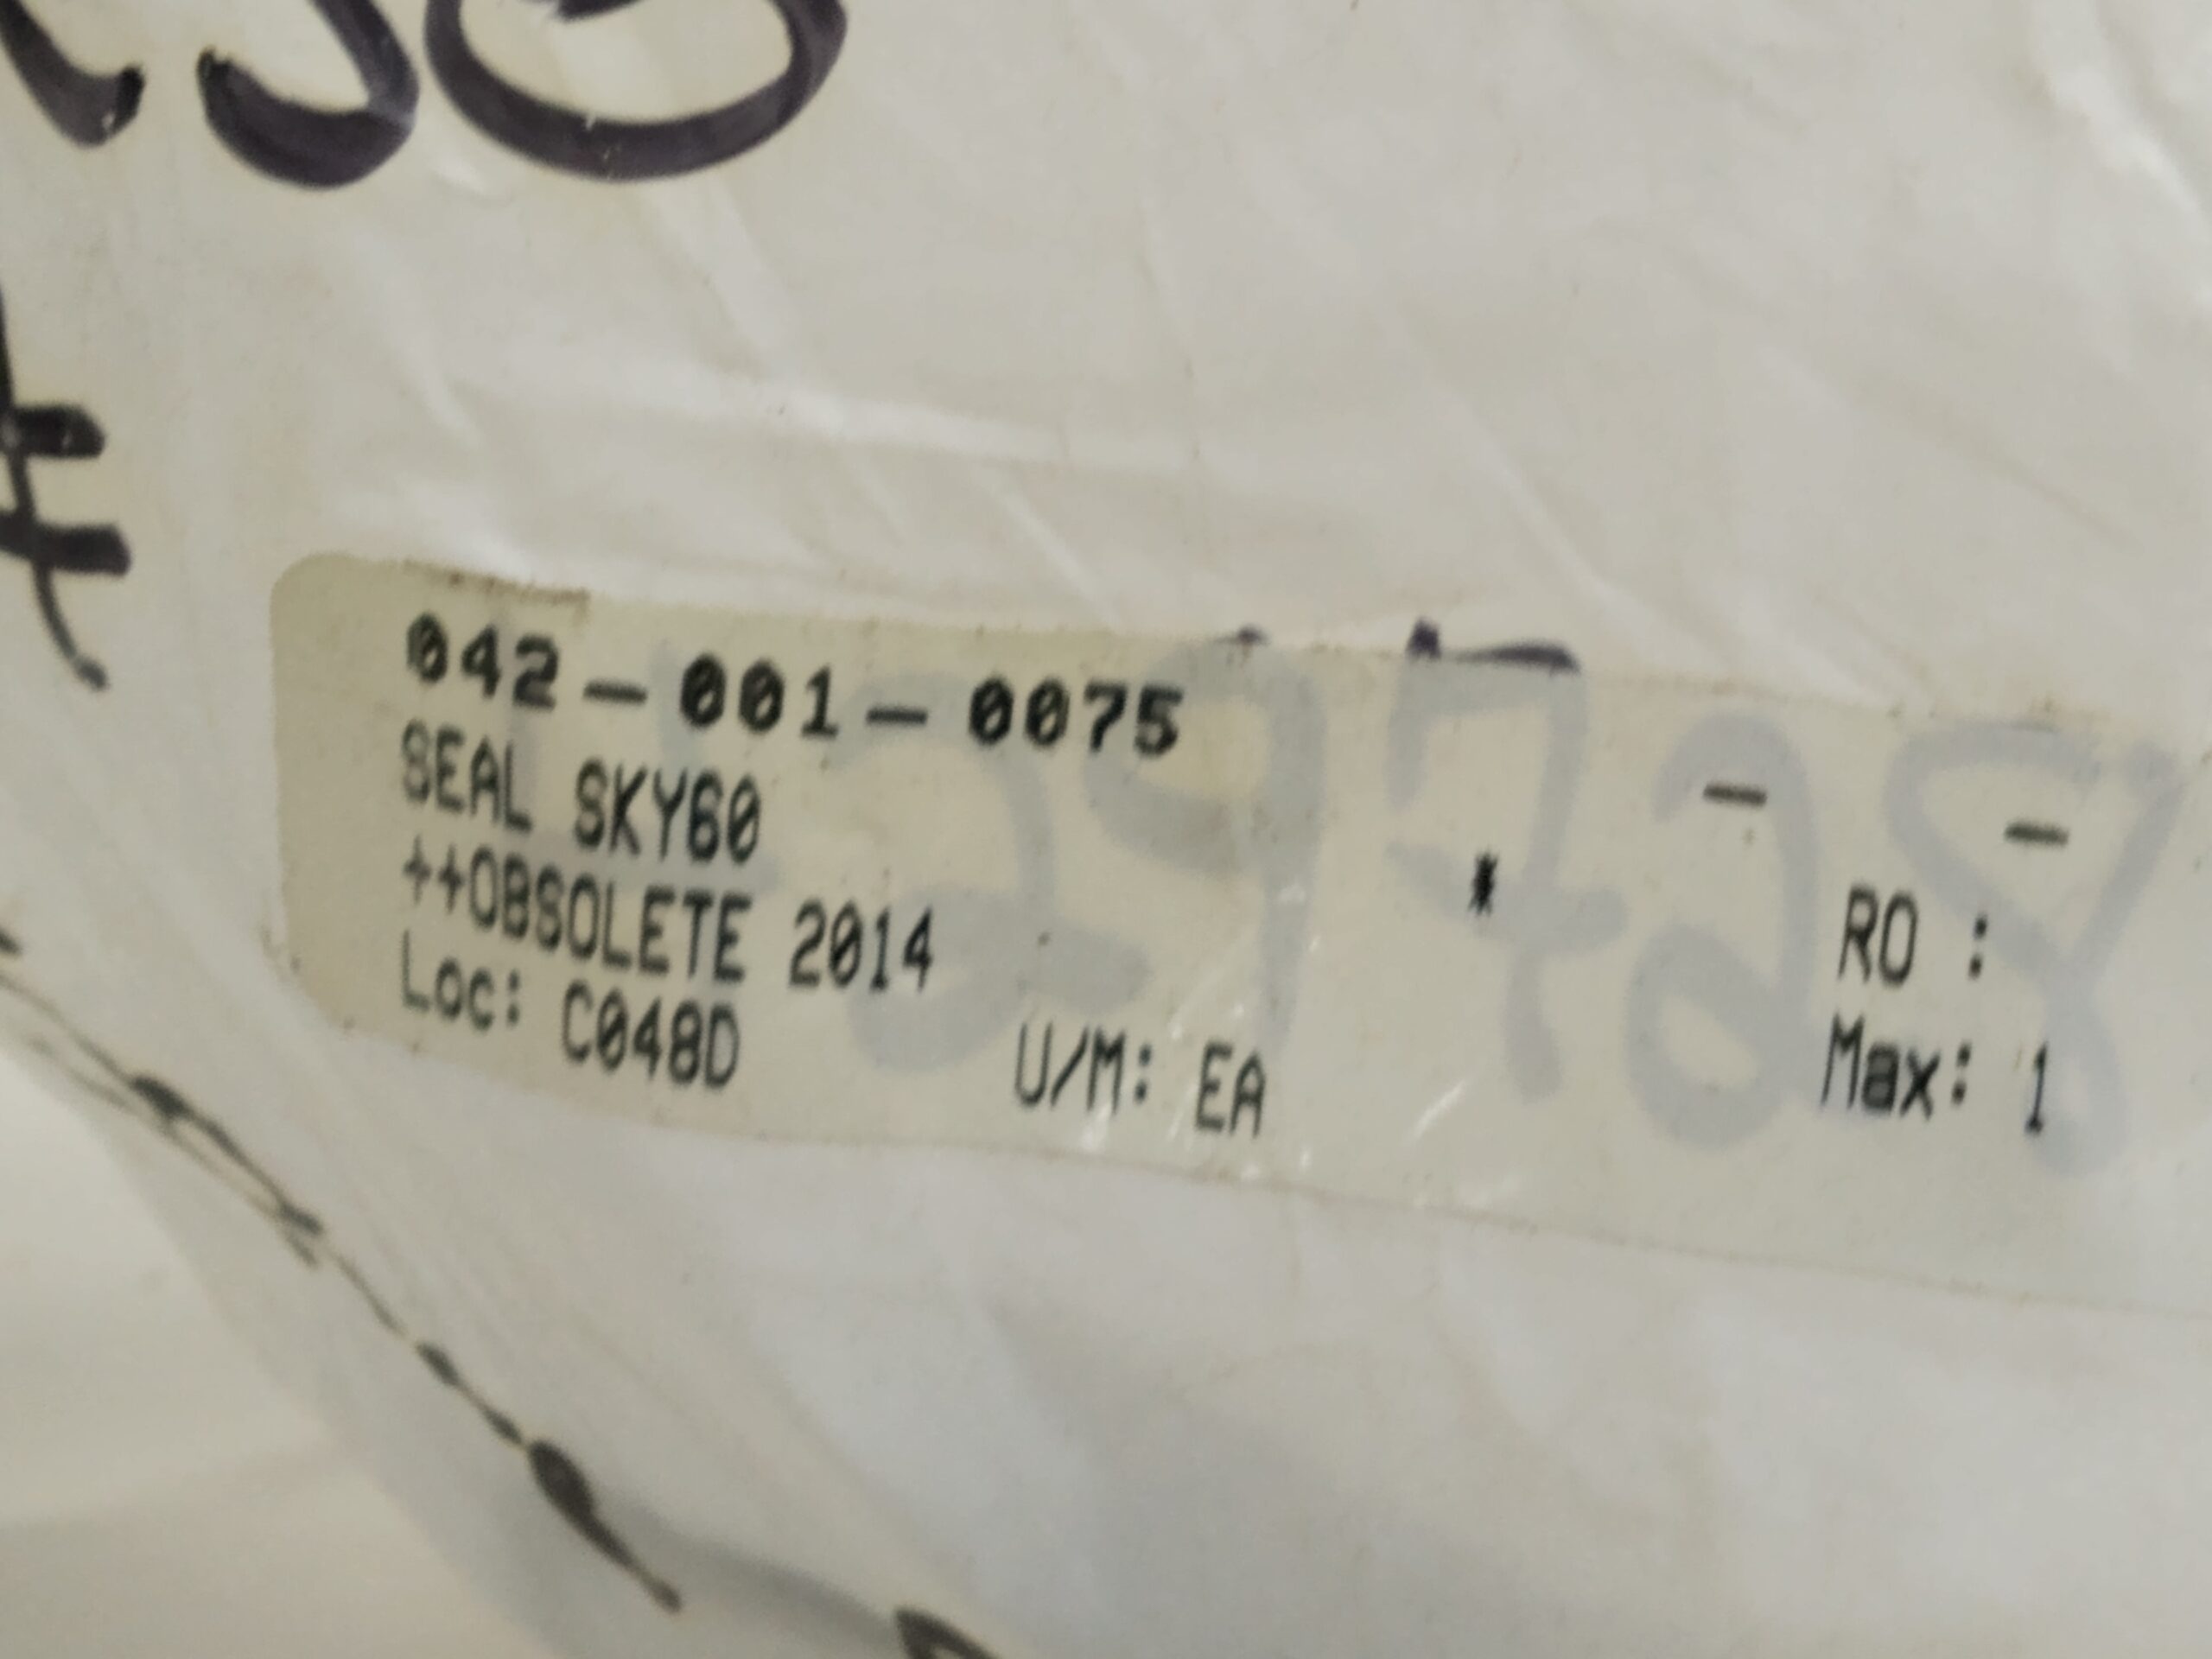 #
042-001-0075
- -
SEAL SKY60
*
++OBSOLETE 2014
RO :
Loc: C048D U/M: EA Max: 1